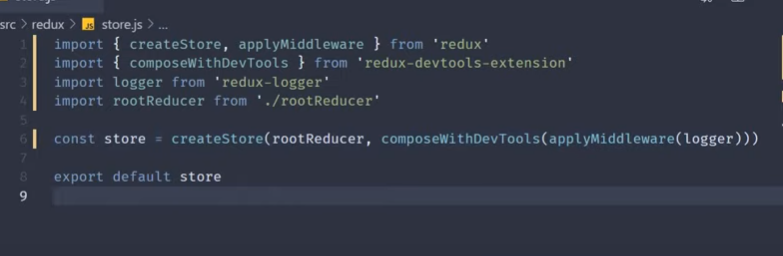 src > redux > JS store.js > ...
1 import { createStore, applyMiddleware } from 'redux'
2 import { composeWithDevTools } from 'redux-devtools-extension'
3 import logger from 'redux-logger'
4 import rootReducer from './rootReducer'
5
6 const store = createStore(rootReducer, composeWithDevTools(applyMiddleware(logger)))
7
8 export default store
9